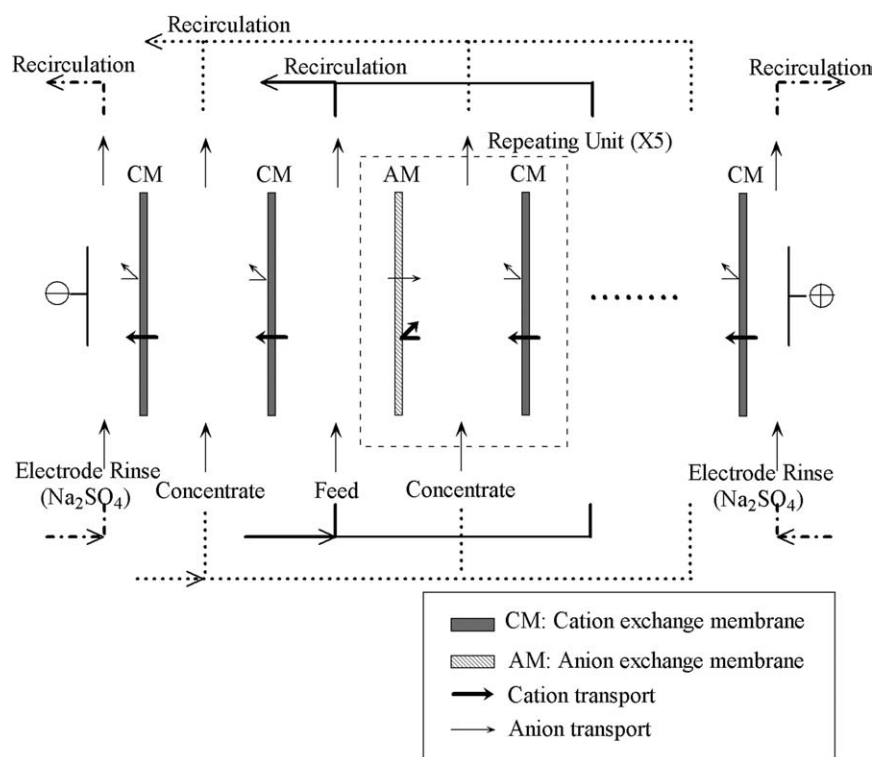 Recirculation
Recirculation
Recirculation
Recirculation
Repeating Unit (X5)
CM
CM
AM
CM
CM
Electrode Rinse
(Na₂SO₄)
Concentrate
Feed
Concentrate
Electrode Rinse
(Na₂SO₄)
CM: Cation exchange membrane
AM: Anion exchange membrane
Cation transport
Anion transport